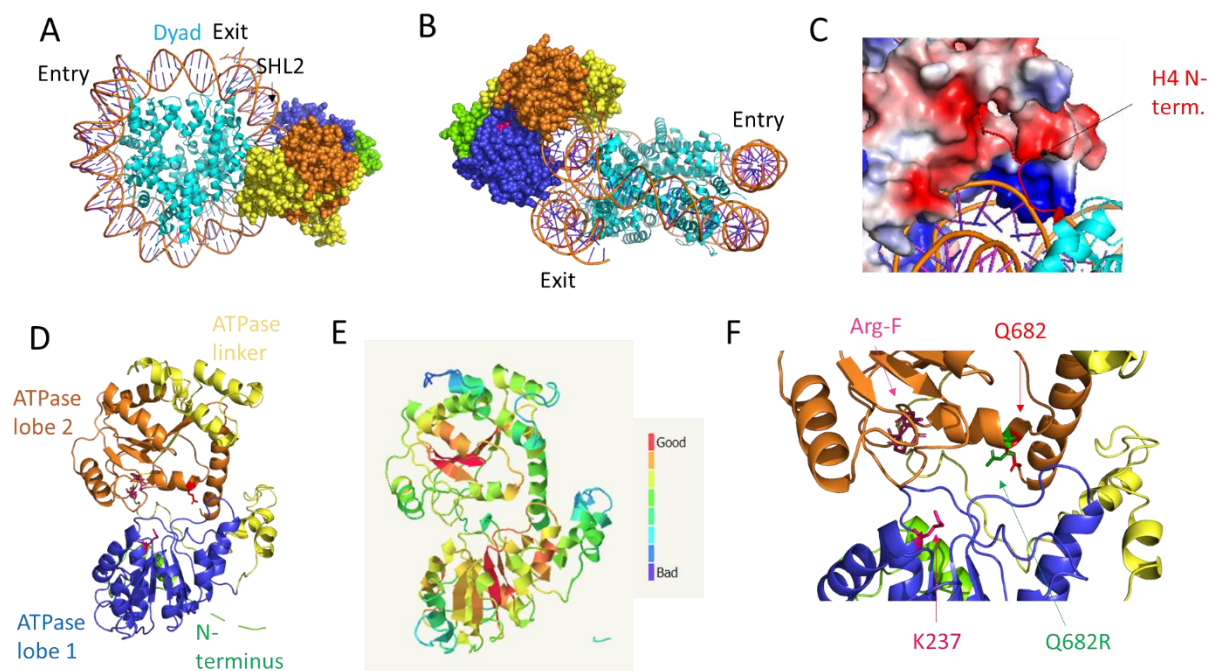 A
Dyad
Exit
Entry
SHL2
B
Entry
Exit
C
H4 N-
term.
D
ATPase
linker
ATPase
lobe 2
ATPase
lobe 1
N-
terminus
E
Good
Bad
F
Arg-F
Q682
K237
Q682R